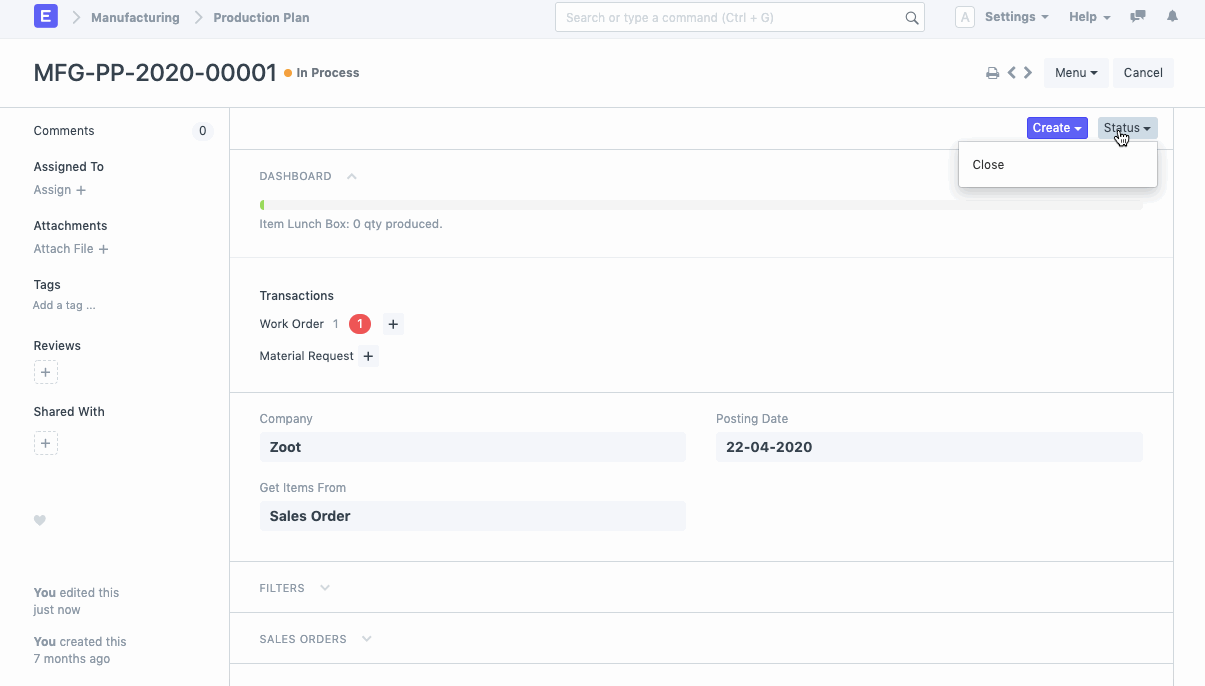 E Manufacturing Production Plan Search or type a command (Ctrl + G) A Settings Help
MFG-PP-2020-00001 In Process Menu Cancel
Comments 0
Assigned To
Assign +
Attachments
Attach File +
Tags
Add a tag ...
Reviews
+
Shared With
+
You edited this
just now
You created this
7 months ago
Create Status
Close
DASHBOARD
Item Lunch Box: 0 qty produced.
Transactions
Work Order 1 1 +
Material Request +
Company
Zoot
Posting Date
22-04-2020
Get Items From
Sales Order
FILTERS
SALES ORDERS